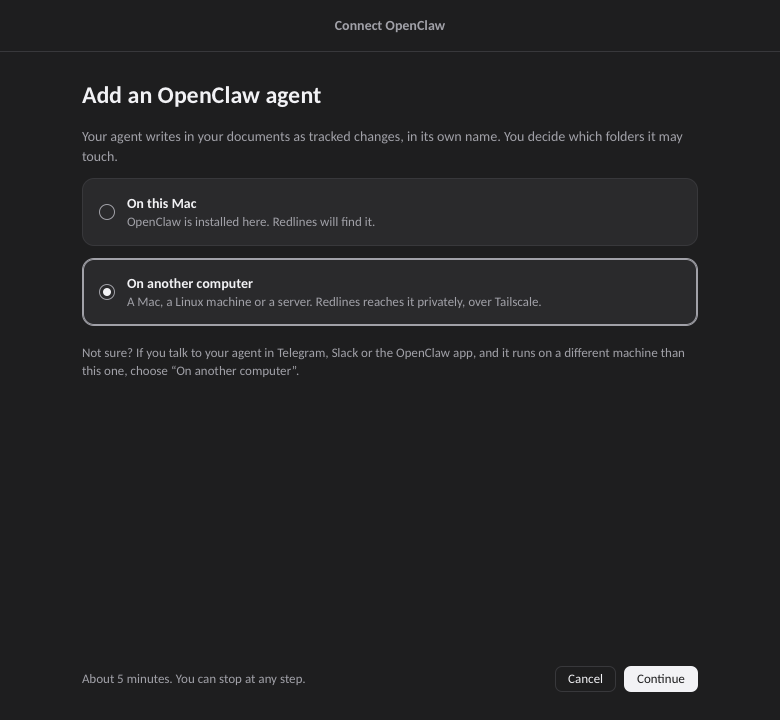 Connect OpenClaw
Add an OpenClaw agent
Your agent writes in your documents as tracked changes, in its own name. You decide which folders it may
touch.
On this Mac
OpenClaw is installed here. Redlines will find it.
On another computer
A Mac, a Linux machine or a server. Redlines reaches it privately, over Tailscale.
Not sure? If you talk to your agent in Telegram, Slack or the OpenClaw app, and it runs on a different machine than
this one, choose “On another computer”.
About 5 minutes. You can stop at any step.
Cancel
Continue